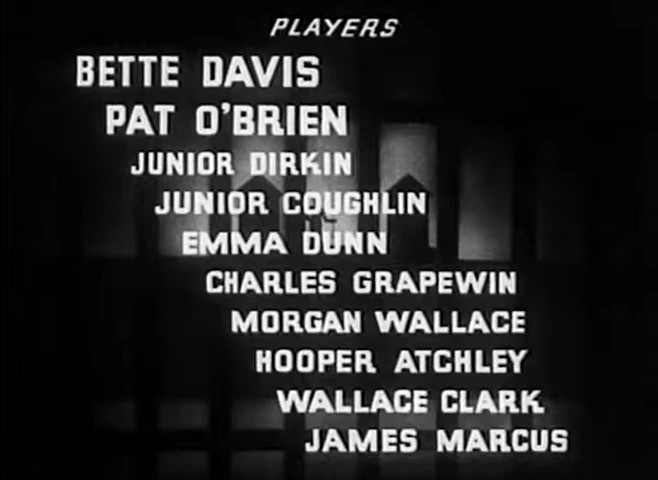 PLAYERS
BETTE DAVIS
PAT O'BRIEN
JUNIOR DIRKIN
JUNIOR COUGHLIN
EMMA DUNN
CHARLES GRAPEWIN
MORGAN WALLACE
HOOPER ATCHLEY
WALLACE CLARK
JAMES MARCUS